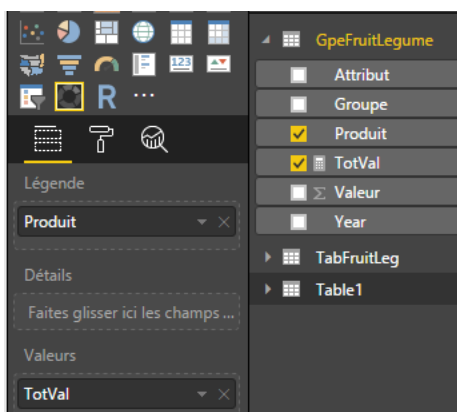 123
R ...
Légende
Produit
Détails
Faites glisser ici les champs ...
Valeurs
TotVal
GpeFruitLegume
Attribut
Groupe
Produit
TotVal
Σ Valeur
Year
TabFruitLeg
Table1